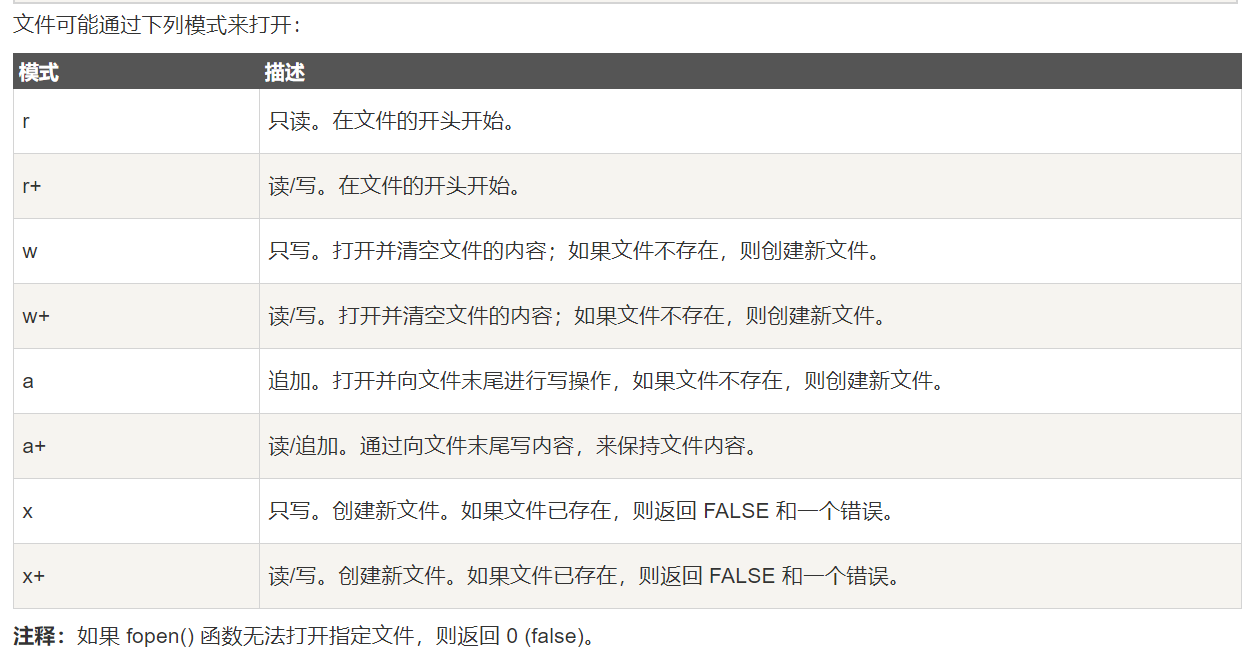 文件可能通过下列模式来打开：
模式 描述
r 只读。在文件的开头开始。
r+ 读/写。在文件的开头开始。
w 只写。打开并清空文件的内容；如果文件不存在，则创建新文件。
w+ 读/写。打开并清空文件的内容；如果文件不存在，则创建新文件。
a 追加。打开并向文件末尾进行写操作，如果文件不存在，则创建新文件。
a+ 读/追加。通过向文件末尾写内容，来保持文件内容。
x 只写。创建新文件。如果文件已存在，则返回 FALSE 和一个错误。
x+ 读/写。创建新文件。如果文件已存在，则返回 FALSE 和一个错误。
注释：如果 fopen() 函数无法打开指定文件，则返回 0 (false)。